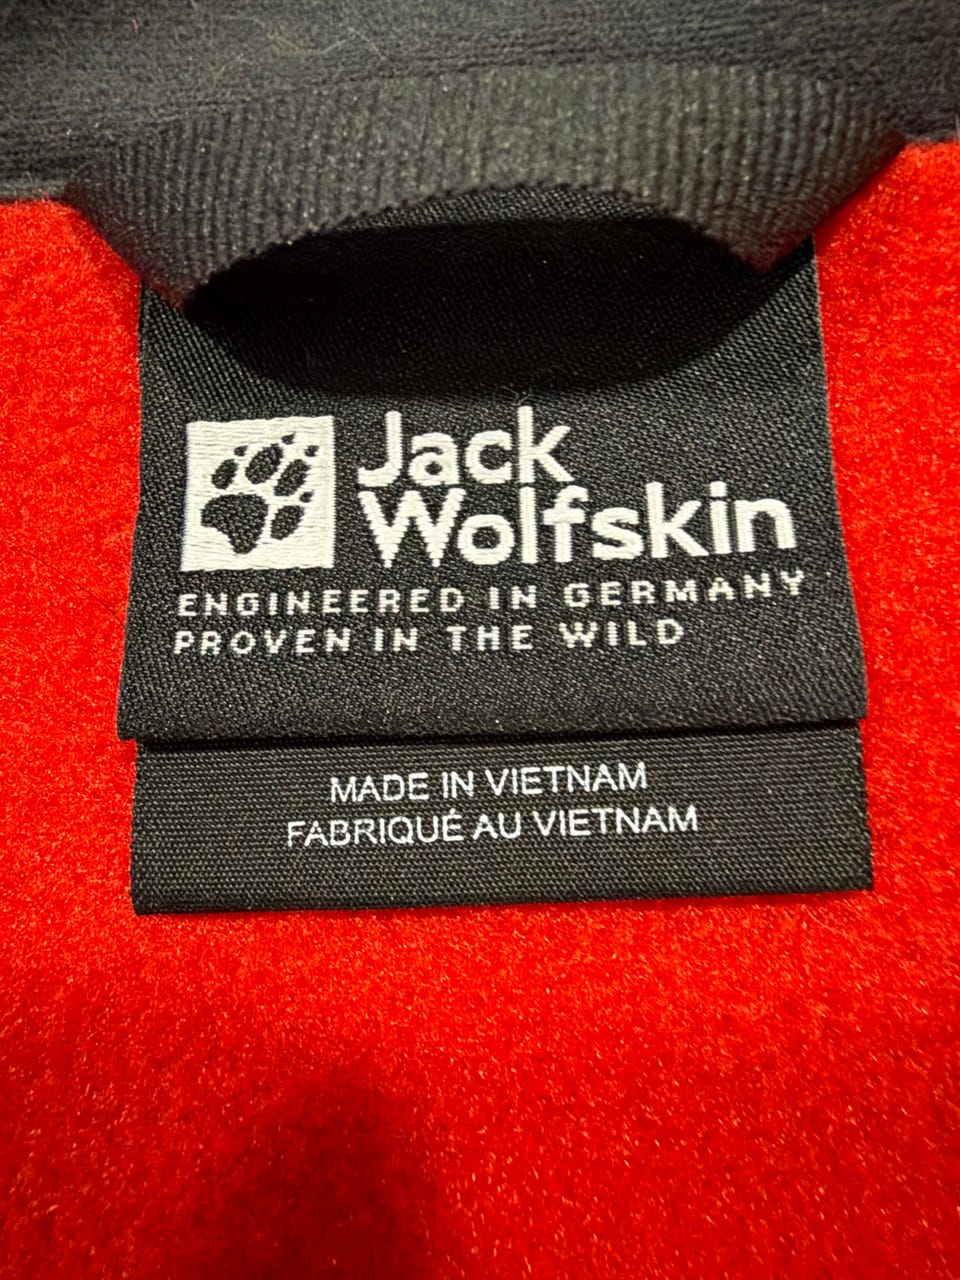 Jack
Wolfskin
ENGINEERED IN GERMANY
PROVEN IN THE WILD
MADE IN VIETNAM
FABRIQUÉ AU VIETNAM